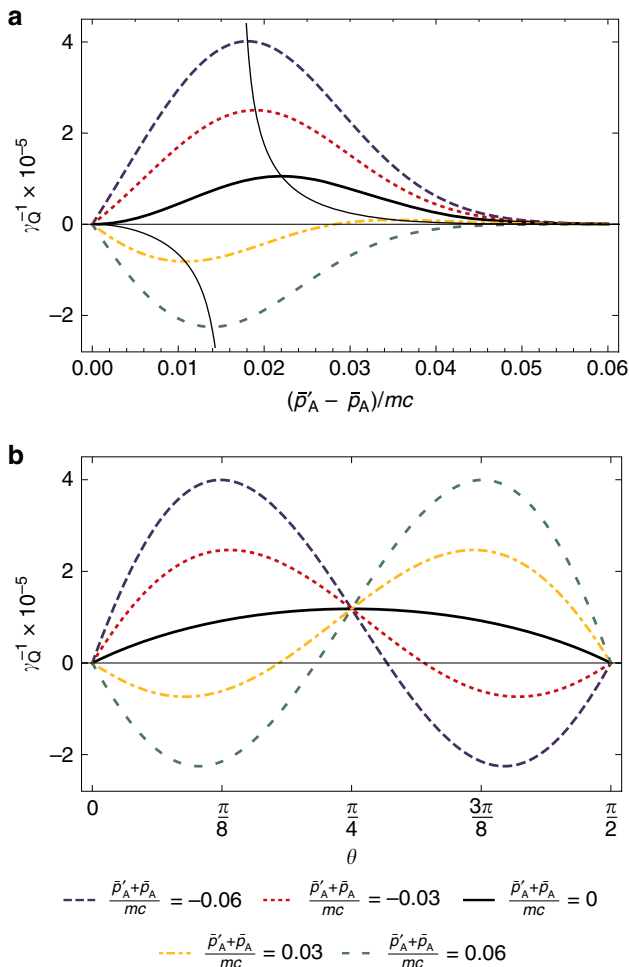 a
4
2
0
−2
γ̄_Q⁻¹ × 10⁻⁵
0.00 0.01 0.02 0.03 0.04 0.05 0.06
(p̄′_A − p̄_A)/mc
b
4
2
0
−2
γ̄_Q⁻¹ × 10⁻⁵
0 π/8 π/4 3π/8 π/2
θ
p̄′_A+p̄_A/mc = −0.06 p̄′_A+p̄_A/mc = −0.03 p̄′_A+p̄_A/mc = 0
p̄′_A+p̄_A/mc = 0.03 p̄′_A+p̄_A/mc = 0.06